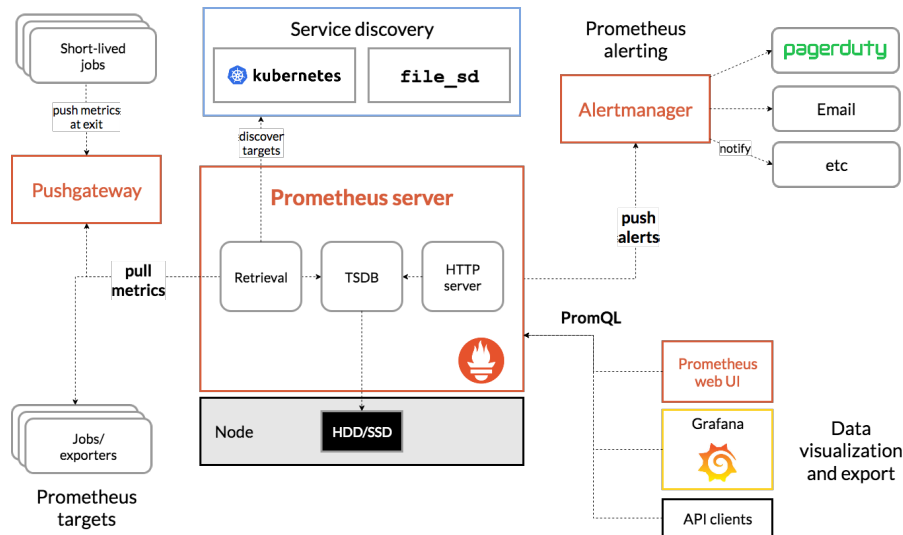 Short-lived
jobs
push metrics
at exit
Pushgateway
pull
metrics
Jobs/
exporters
Prometheus
targets
Service discovery
kubernetes
file_sd
discover
targets
Prometheus server
Retrieval
TSDB
HTTP
server
Node
HDD/SSD
Prometheus
alerting
Alertmanager
pagerduty
Email
etc
notify
push
alerts
PromQL
Prometheus
web UI
Grafana
API clients
Data
visualization
and export